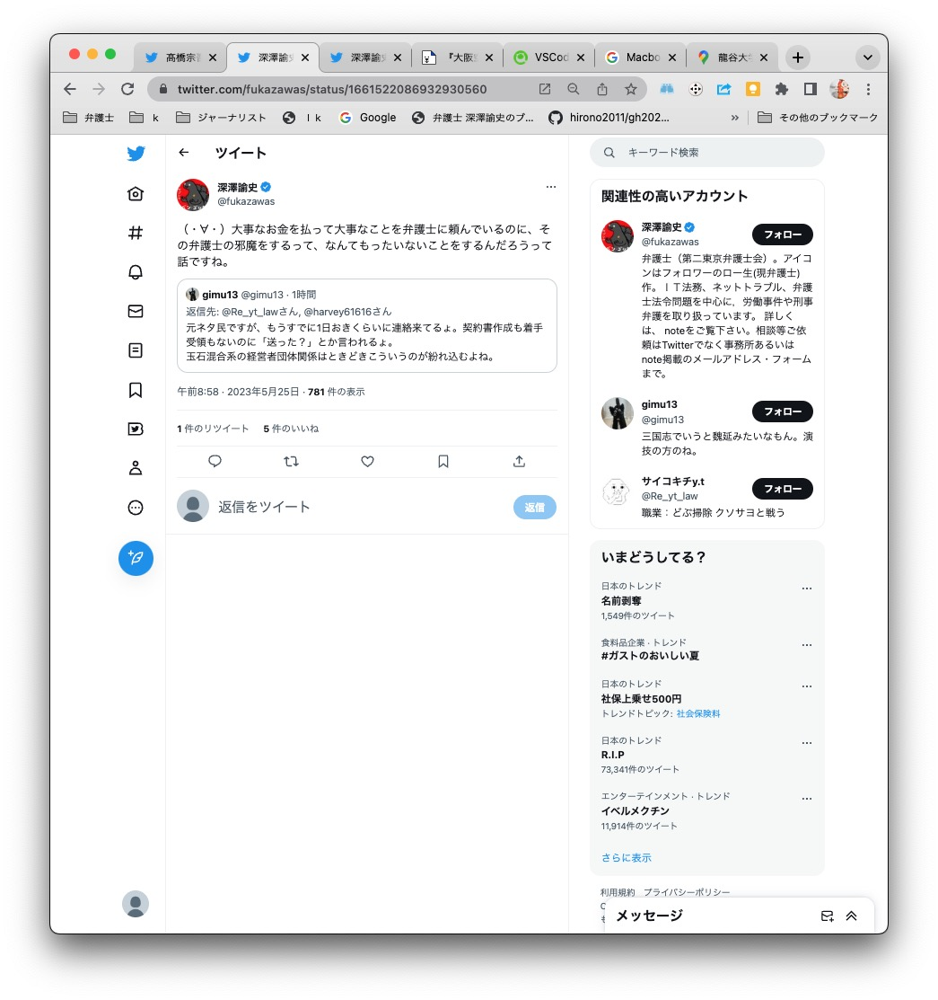 高橋宗
深澤諭史
深澤諭史
『大阪
VSCod
Macbo
龍谷大
twitter.com/fukazawas/status/1661522086932930560
弁護士
k
ジャーナリスト
l k
Google
弁護士 深澤諭史のブ...
hirono2011/gh202...
»
その他のブックマーク
ツイート
深澤諭史
@fukazawas
（・∀・）大事なお金を払って大事なことを弁護士に頼んでいるのに、そ
の弁護士の邪魔をするって、なんてもったいないことをするんだろうって
話ですね。
gimu13 @gimu13 · 1時間
返信先: @Re_yt_lawさん, @harvey61616さん
元ネタ民ですが、もうすでに1日おきくらいに連絡来てるょ。契約書作成も着手
受領もないのに「送った？」とか言われるょ。
玉石混合系の経営者団体関係はときどきこういうのが紛れ込むよね。
午前8:58 · 2023年5月25日 · 781 件の表示
1 件のリツイート 5 件のいいね
返信をツイート
返信
キーワード検索
関連性の高いアカウント
深澤諭史
@fukazawas
フォロー
弁護士（第二東京弁護士会）。アイコ
ンはフォロワーのロー生(現弁護士)
作。ＩＴ法務、ネットトラブル、弁護
士法令問題を中心に，労働事件や刑事
弁護を取り扱っています。 詳しく
は、 noteをご覧下さい。相談等ご依
頼はTwitterでなく事務所あるいは
note掲載のメールアドレス・フォーム
まで。
gimu13
@gimu13
フォロー
三国志でいうと魏延みたいなもん。演
技の方のね。
サイコキチy.t
@Re_yt_law
フォロー
職業：どぶ掃除 クソサヨと戦う
いまどうしてる？
日本のトレンド
名前剥奪
1,549件のツイート
食料品企業 · トレンド
#ガストのおいしい夏
日本のトレンド
社保上乗せ500円
トレンドトピック: 社会保険料
日本のトレンド
R.I.P
73,341件のツイート
エンターテインメント · トレンド
イベルメクチン
11,914件のツイート
さらに表示
利用規約 プライバシーポリシー
メッセージ